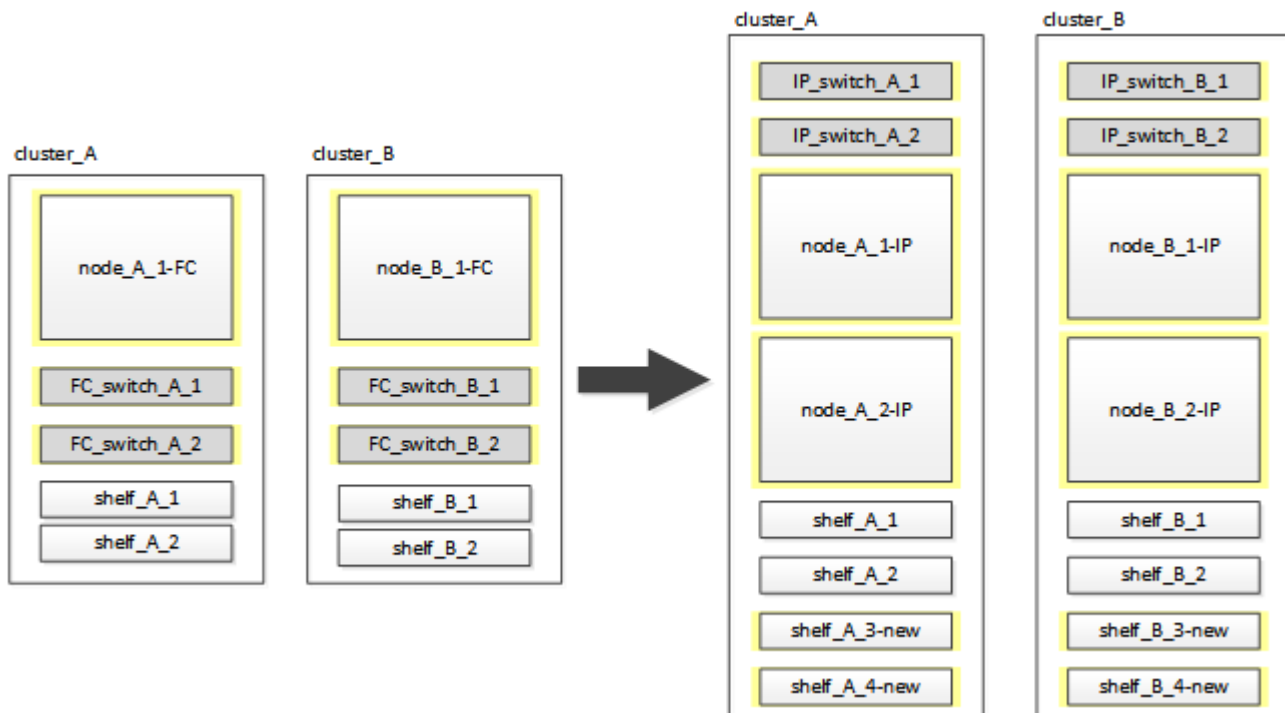 cluster_A
node_A_1-FC
FC_switch_A_1
FC_switch_A_2
shelf_A_1
shelf_A_2
cluster_B
node_B_1-FC
FC_switch_B_1
FC_switch_B_2
shelf_B_1
shelf_B_2
cluster_A
IP_switch_A_1
IP_switch_A_2
node_A_1-IP
node_A_2-IP
shelf_A_1
shelf_A_2
shelf_A_3-new
shelf_A_4-new
cluster_B
IP_switch_B_1
IP_switch_B_2
node_B_1-IP
node_B_2-IP
shelf_B_1
shelf_B_2
shelf_B_3-new
shelf_B_4-new